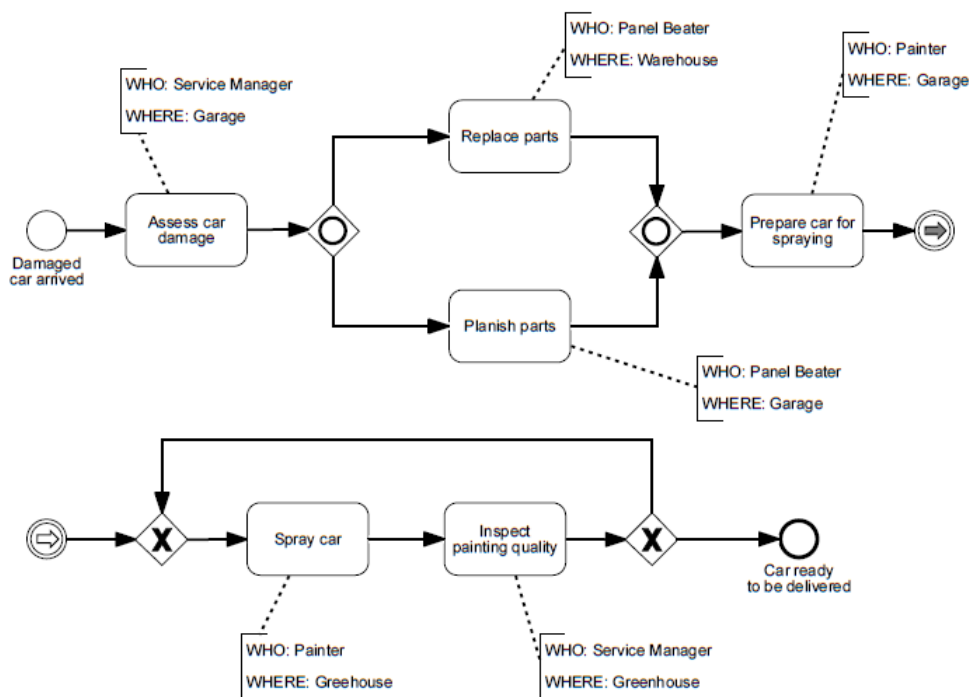 WHO: Panel Beater
WHERE: Warehouse
WHO: Painter
WHERE: Garage
WHO: Service Manager
WHERE: Garage
Replace parts
Assess car
damage
Prepare car for
spraying
Damaged
car arrived
Planish parts
WHO: Panel Beater
WHERE: Garage
X
Spray car
Inspect
painting quality
X
Car ready
to be delivered
WHO: Painter
WHERE: Greehouse
WHO: Service Manager
WHERE: Greenhouse